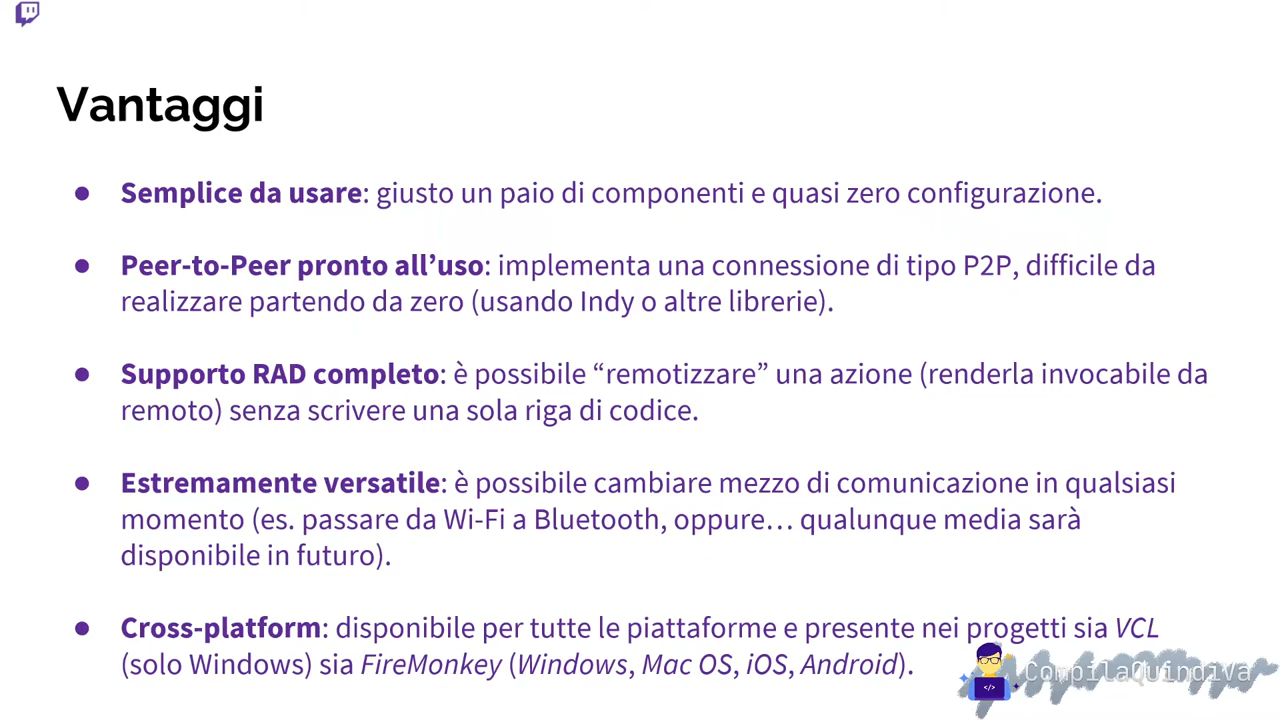 Vantaggi
● Semplice da usare: giusto un paio di componenti e quasi zero configurazione.
● Peer-to-Peer pronto all’uso: implementa una connessione di tipo P2P, difficile da
realizzare partendo da zero (usando Indy o altre librerie).
● Supporto RAD completo: è possibile “remotizzare” una azione (renderla invocabile da
remoto) senza scrivere una sola riga di codice.
● Estremamente versatile: è possibile cambiare mezzo di comunicazione in qualsiasi
momento (es. passare da Wi-Fi a Bluetooth, oppure… qualunque media sarà
disponibile in futuro).
● Cross-platform: disponibile per tutte le piattaforme e presente nei progetti sia VCL
(solo Windows) sia FireMonkey (Windows, Mac OS, iOS, Android).
</> CompilaQuindiVa